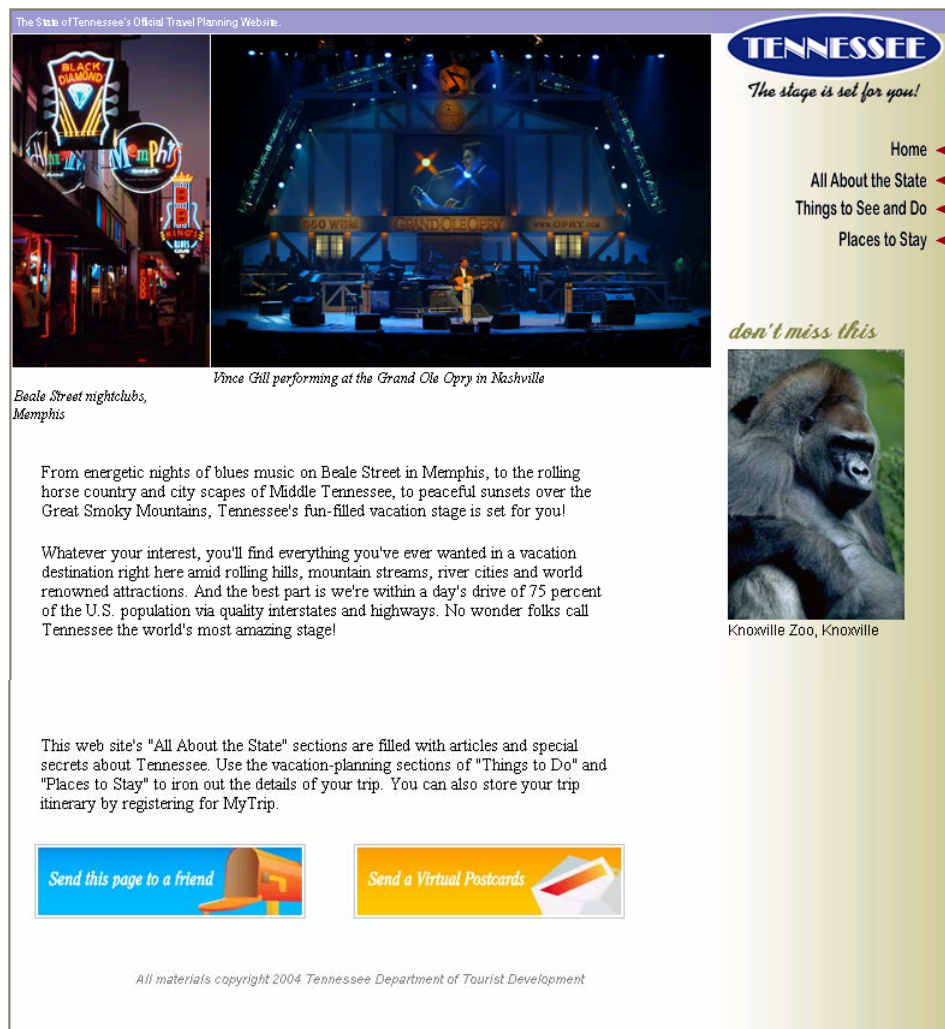 The State of Tennessee's Official Travel Planning Website.
TENNESSEE
The stage is set for you!
BLACK
DIAMOND
Memphis
B B
KING'S
BLUES
CLUB
650 WSM
GRAND OLE OPRY
WWW.OPRY.COM
Home
All About the State
Things to See and Do
Places to Stay
Vince Gill performing at the Grand Ole Opry in Nashville
Beale Street nightclubs,
Memphis
don't miss this
Knoxville Zoo, Knoxville
From energetic nights of blues music on Beale Street in Memphis, to the rolling
horse country and city scapes of Middle Tennessee, to peaceful sunsets over the
Great Smoky Mountains, Tennessee's fun-filled vacation stage is set for you!
Whatever your interest, you'll find everything you've ever wanted in a vacation
destination right here amid rolling hills, mountain streams, river cities and world
renowned attractions. And the best part is we're within a day's drive of 75 percent
of the U.S. population via quality interstates and highways. No wonder folks call
Tennessee the world's most amazing stage!
This web site's "All About the State" sections are filled with articles and special
secrets about Tennessee. Use the vacation-planning sections of "Things to Do" and
"Places to Stay" to iron out the details of your trip. You can also store your trip
itinerary by registering for MyTrip.
Send this page to a friend
Send a Virtual Postcards
All materials copyright 2004 Tennessee Department of Tourist Development